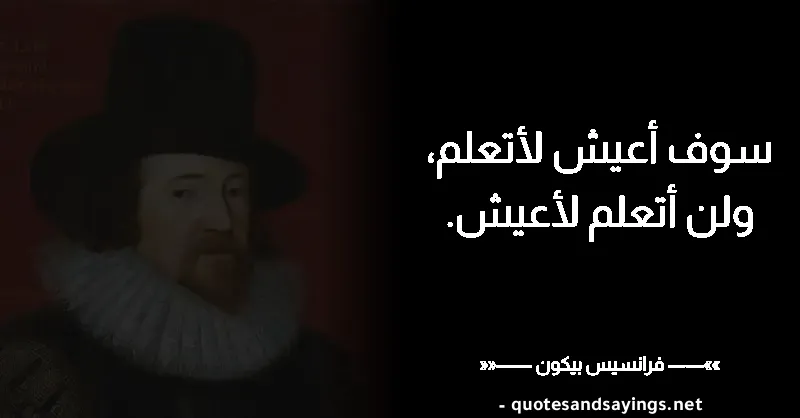 سوف أعيش لأتعلم،
ولن أتعلم لأعيش.
»»—— فرانسيس بيكون ——««
- quotesandsayings.net